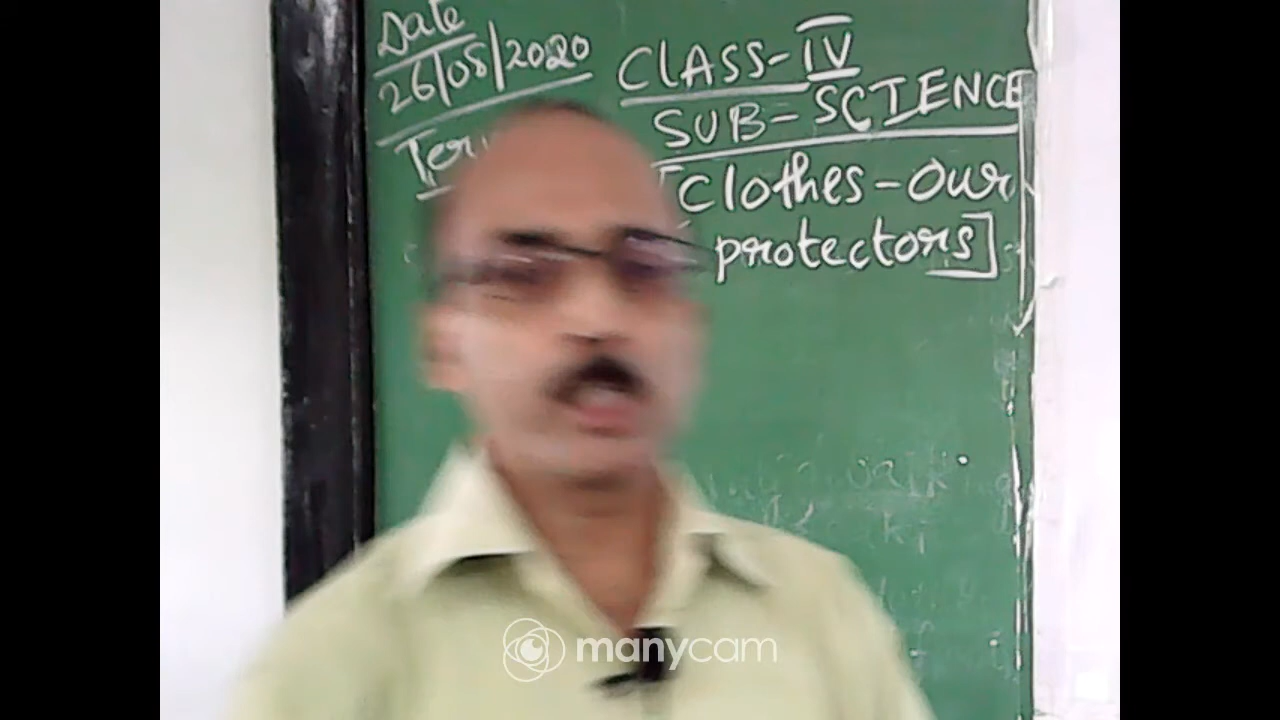 Date
26/08/2020
CLASS-IV
SUB-SCIENCE
[Clothes-Our
protectors]
manycam